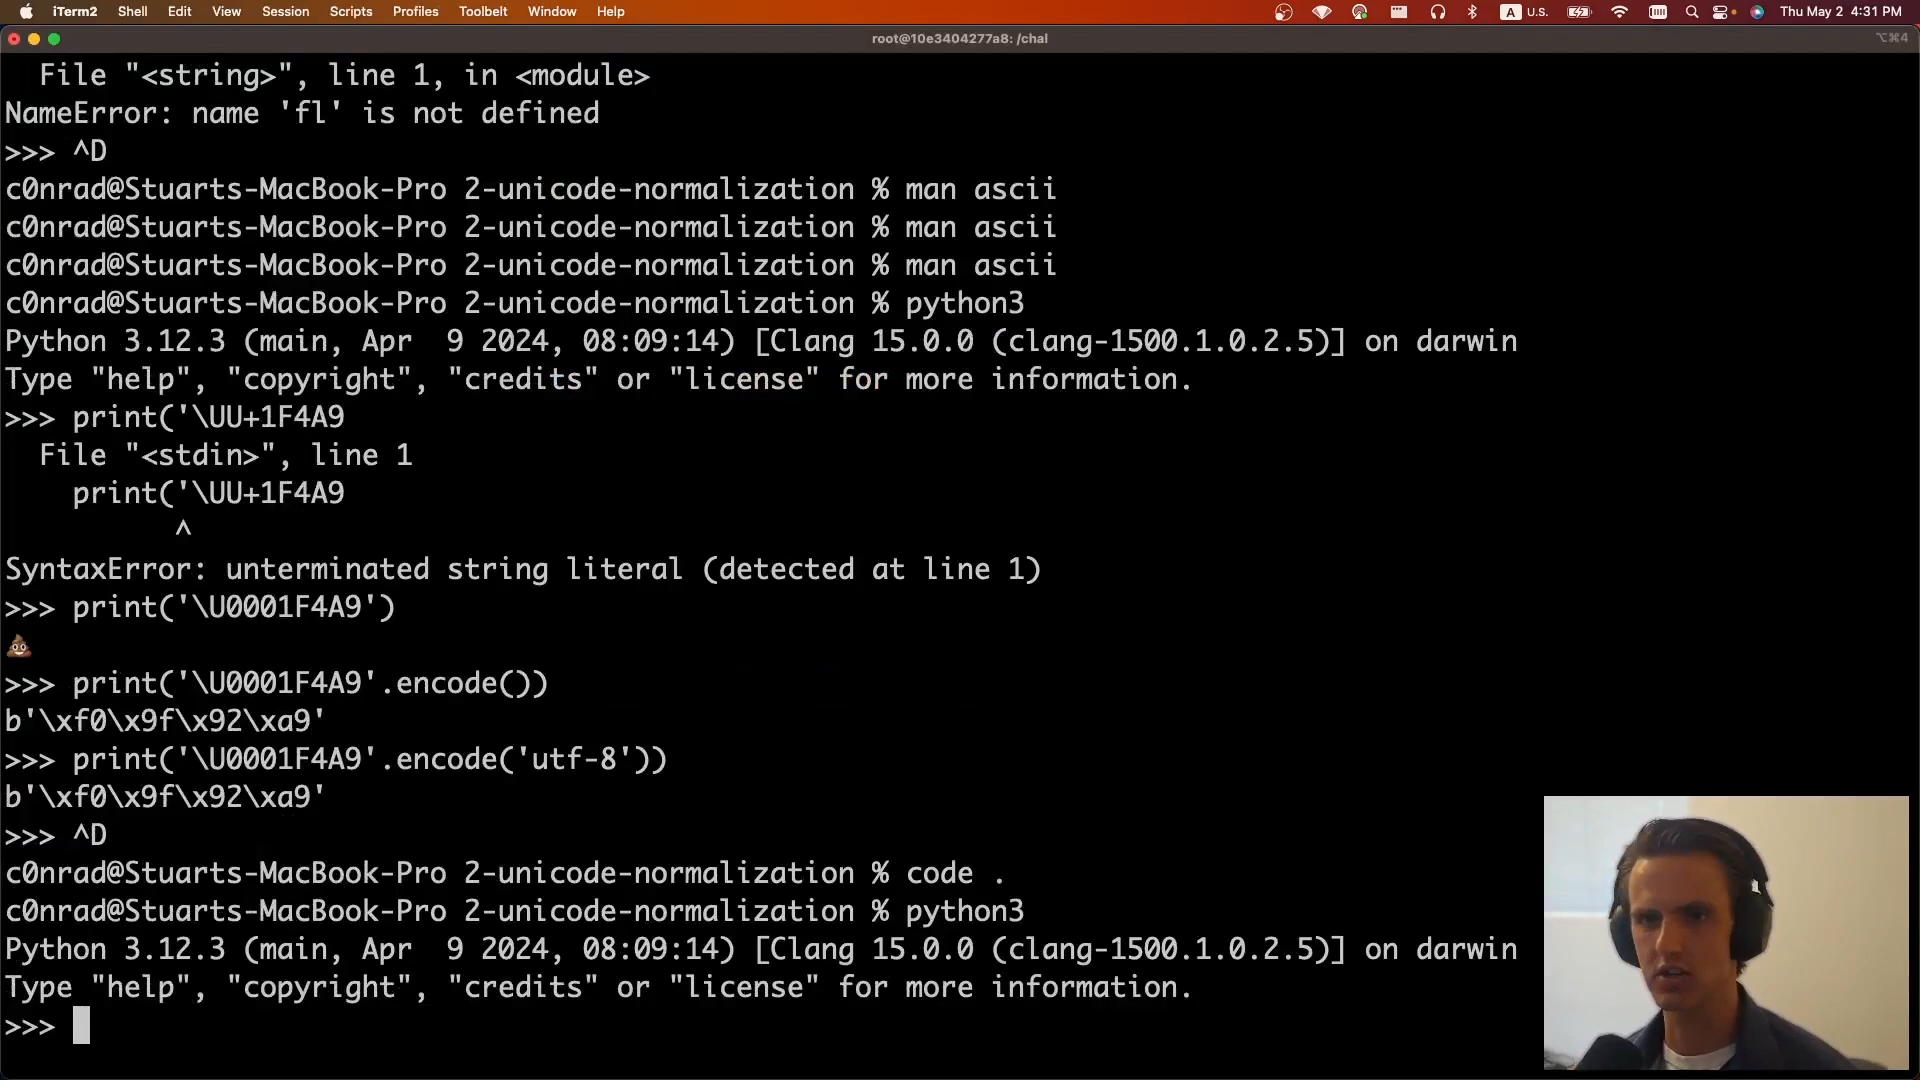 iTerm2 Shell Edit View Session Scripts Profiles Toolbelt Window Help A U.S. Thu May 2 4:31 PM
root@10e3404277a8: /chal ⌥⌘4
  File "<string>", line 1, in <module>
NameError: name 'fl' is not defined
>>> ^D
c0nrad@Stuarts-MacBook-Pro 2-unicode-normalization % man ascii
c0nrad@Stuarts-MacBook-Pro 2-unicode-normalization % man ascii
c0nrad@Stuarts-MacBook-Pro 2-unicode-normalization % man ascii
c0nrad@Stuarts-MacBook-Pro 2-unicode-normalization % python3
Python 3.12.3 (main, Apr  9 2024, 08:09:14) [Clang 15.0.0 (clang-1500.1.0.2.5)] on darwin
Type "help", "copyright", "credits" or "license" for more information.
>>> print('\UU+1F4A9
  File "<stdin>", line 1
    print('\UU+1F4A9
          ^
SyntaxError: unterminated string literal (detected at line 1)
>>> print('\U0001F4A9')
💩
>>> print('\U0001F4A9'.encode())
b'\xf0\x9f\x92\xa9'
>>> print('\U0001F4A9'.encode('utf-8'))
b'\xf0\x9f\x92\xa9'
>>> ^D
c0nrad@Stuarts-MacBook-Pro 2-unicode-normalization % code .
c0nrad@Stuarts-MacBook-Pro 2-unicode-normalization % python3
Python 3.12.3 (main, Apr  9 2024, 08:09:14) [Clang 15.0.0 (clang-1500.1.0.2.5)] on darwin
Type "help", "copyright", "credits" or "license" for more information.
>>>